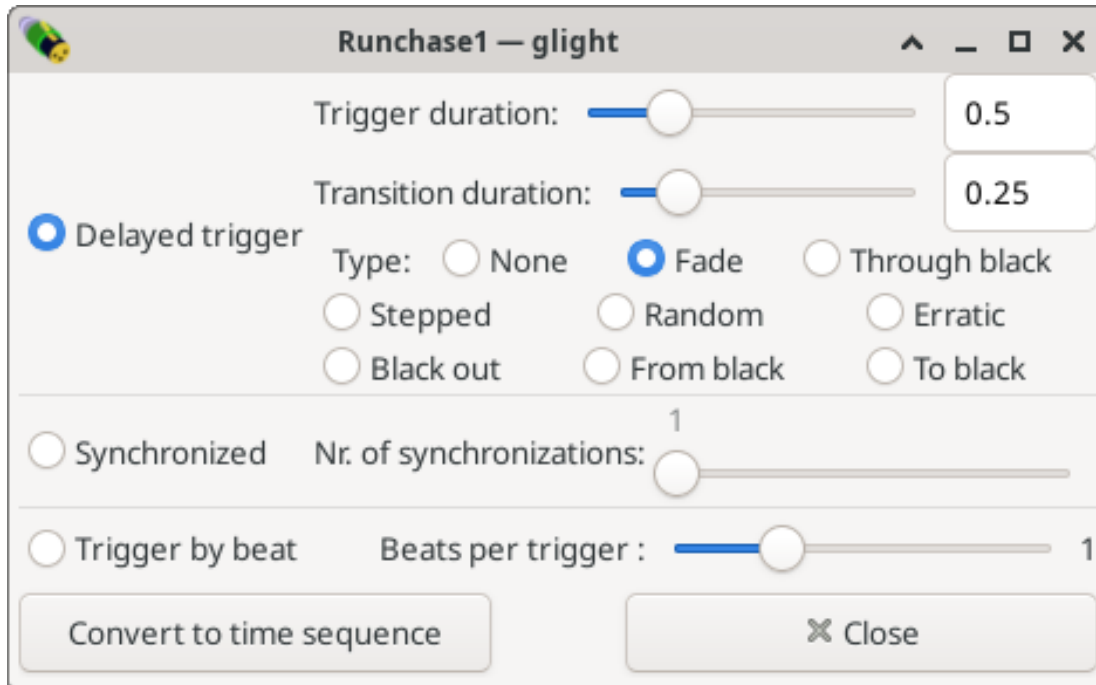 Runchase1 — glight
Trigger duration: 0.5
Transition duration: 0.25
Delayed trigger
Type: None Fade Through black
Stepped Random Erratic
Black out From black To black
1
Synchronized Nr. of synchronizations:
Trigger by beat Beats per trigger : 1
Convert to time sequence Close